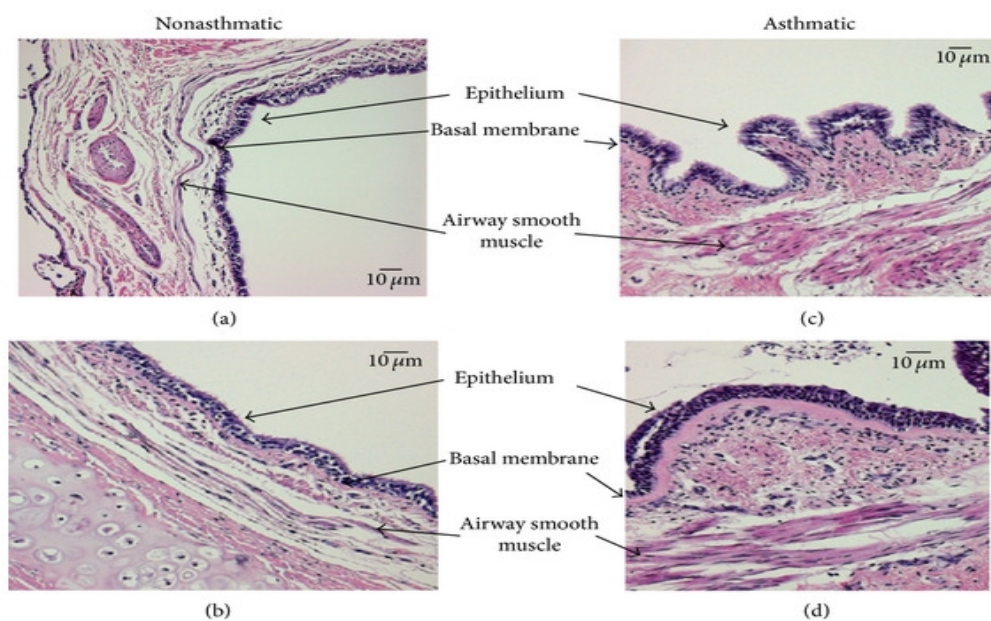 Nonasthmatic
Asthmatic
10 μm
Epithelium
Basal membrane
Airway smooth
muscle
10 μm
(a)
(c)
10 μm
Epithelium
Basal membrane
Airway smooth
muscle
10 μm
(b)
(d)